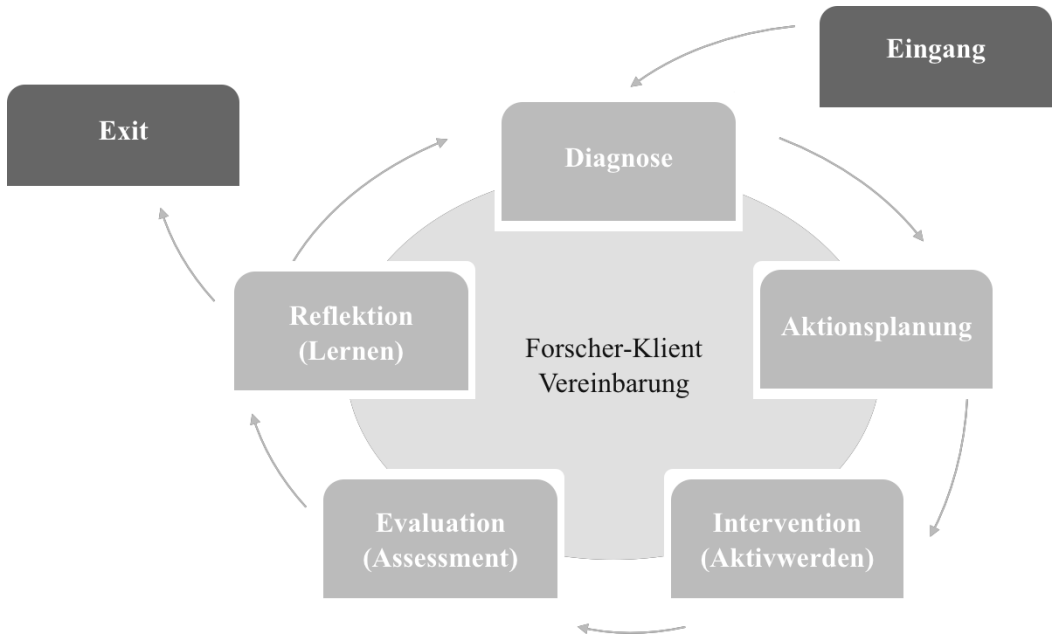 Eingang
Exit
Diagnose
Reflektion
(Lernen)
Aktionsplanung
Forscher-Klient
Vereinbarung
Evaluation
(Assessment)
Intervention
(Aktivwerden)